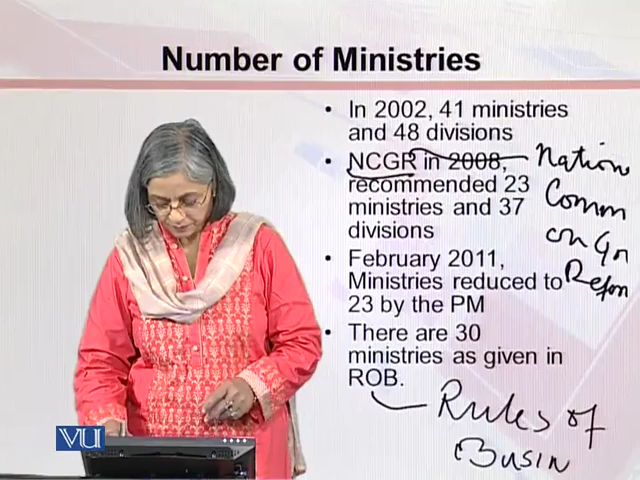 Number of Ministries
• In 2002, 41 ministries
and 48 divisions
• NCGR in 2008,
recommended 23
ministries and 37
divisions
• February 2011,
Ministries reduced to
23 by the PM
• There are 30
ministries as given in
ROB.
Nation
Comm
on Gn
Refon
Rules of
Busin
VU